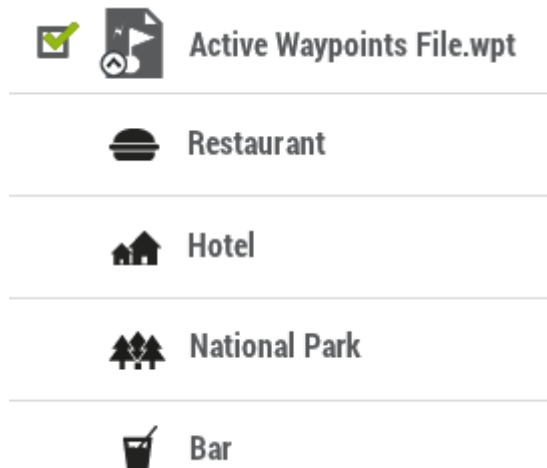 Active Waypoints File.wpt
Restaurant
Hotel
National Park
Bar